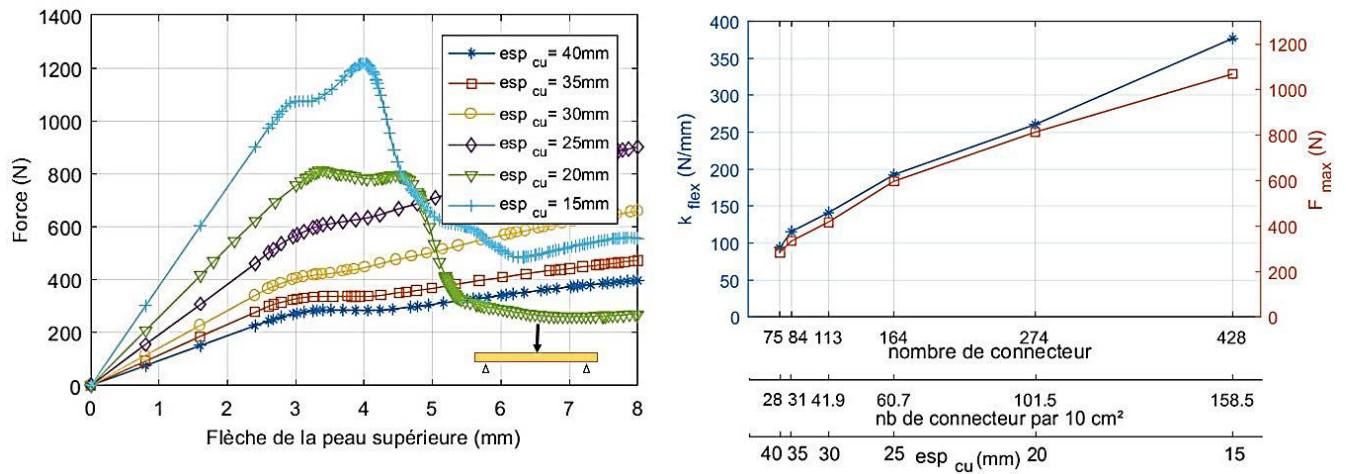 1400
1200
1000
800
600
400
200
0
Force (N)
esp cu = 40mm
esp cu = 35mm
esp cu = 30mm
esp cu = 25mm
esp cu = 20mm
esp cu = 15mm
0 1 2 3 4 5 6 7 8
Flèche de la peau supérieure (mm)
400
350
300
250
200
150
100
50
0
k flex (N/mm)
1200
1000
800
600
400
200
0
F max (N)
75 84 113 164 274 428
nombre de connecteur
28 31 41.9 60.7 101.5 158.5
nb de connecteur par 10 cm²
40 35 30 25 20 15
esp cu (mm)